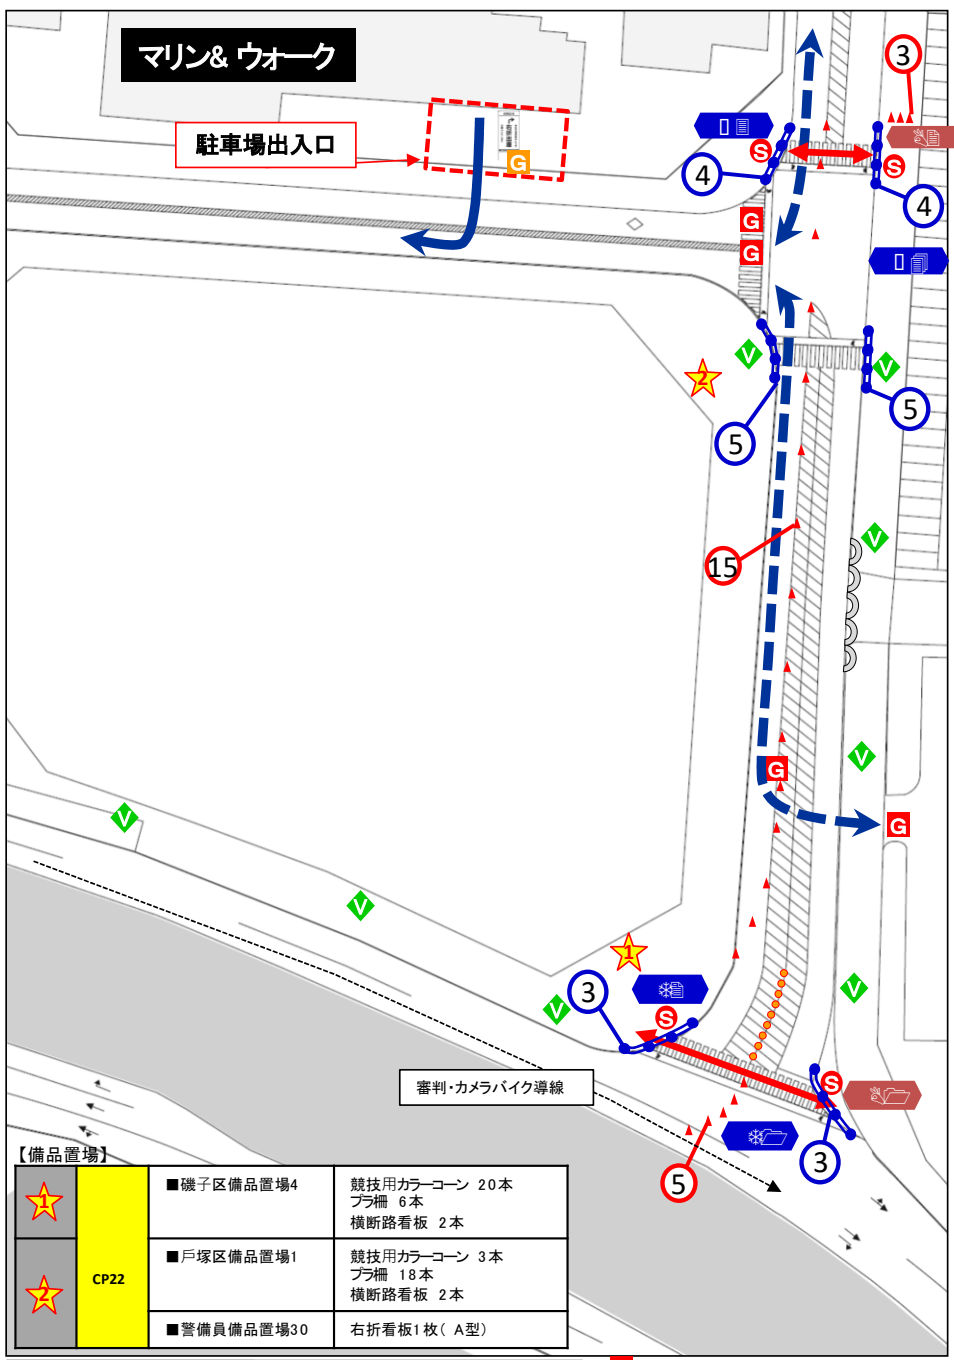 マリン& ウォーク
3
駐車場出入口
G
S
S
4
4
G
G
V
2
V
5
5
V
15
G
V
V
G
V
1
3
V
V
S
審判・カメラバイク導線
S
5
3
【備品置場】
1
CP22
■磯子区備品置場4
競技用カラーコーン 20本
プラ柵 6本
横断路看板 2本
2
■戸塚区備品置場1
競技用カラーコーン 3本
プラ柵 18本
横断路看板 2本
■警備員備品置場30
右折看板1枚( A型)